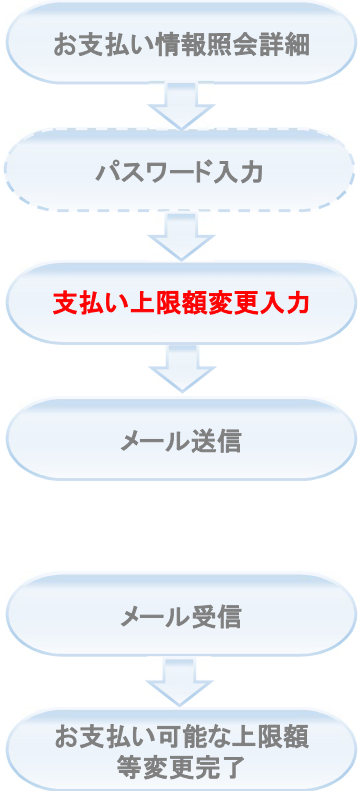 お支払い情報照会詳細
パスワード入力
支払い上限額変更入力
メール送信
メール受信
お支払い可能な上限額
等変更完了